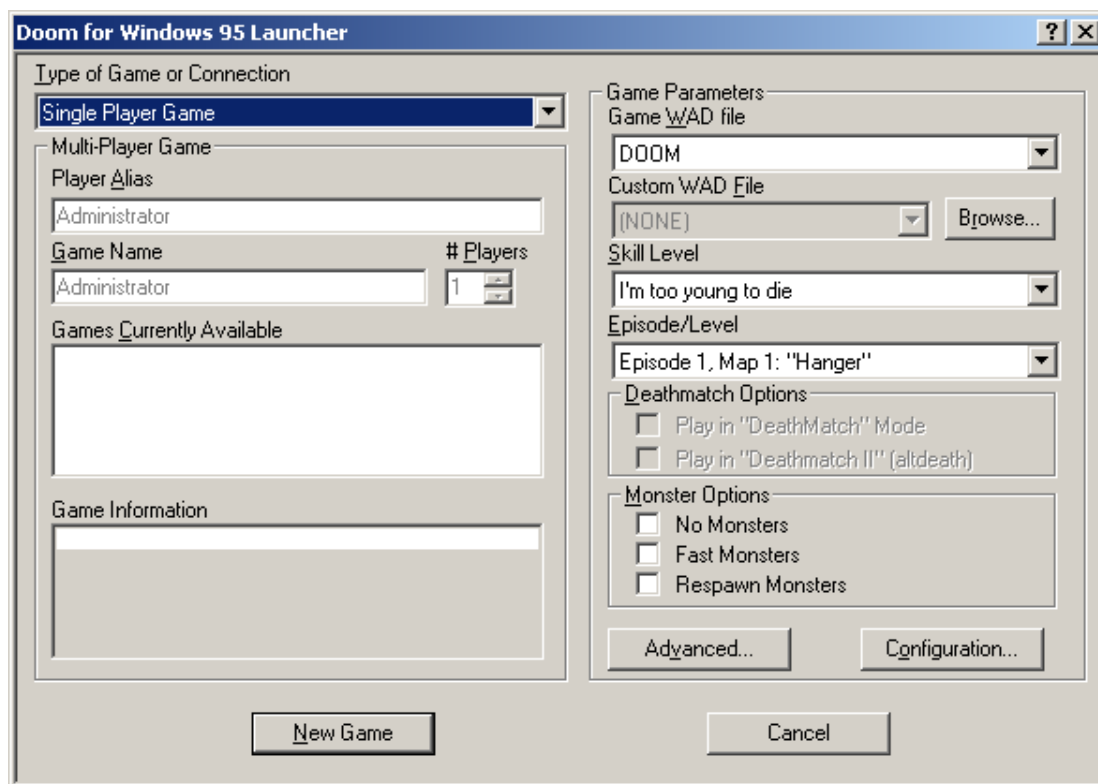 Doom for Windows 95 Launcher
Type of Game or Connection
Single Player Game
Multi-Player Game
Player Alias
Administrator
Game Name
# Players
Administrator
1
Games Currently Available
Game Information
Game Parameters
Game WAD file
DOOM
Custom WAD File
(NONE)
Browse...
Skill Level
I'm too young to die
Episode/Level
Episode 1, Map 1: "Hanger"
Deathmatch Options
Play in "DeathMatch" Mode
Play in "Deathmatch II" (altdeath)
Monster Options
No Monsters
Fast Monsters
Respawn Monsters
Advanced...
Configuration...
New Game
Cancel